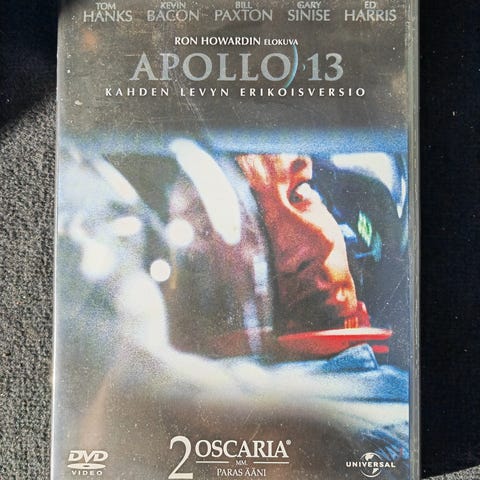 TOM HANKS KEVIN BACON BILL PAXTON GARY SINISE ED HARRIS
RON HOWARDIN ELOKUVA
APOLLO 13
KAHDEN LEVYN ERIKOISVERSIO
2 OSCARIA®
MM.
PARAS ÄÄNI
DVD
VIDEO
UNIVERSAL